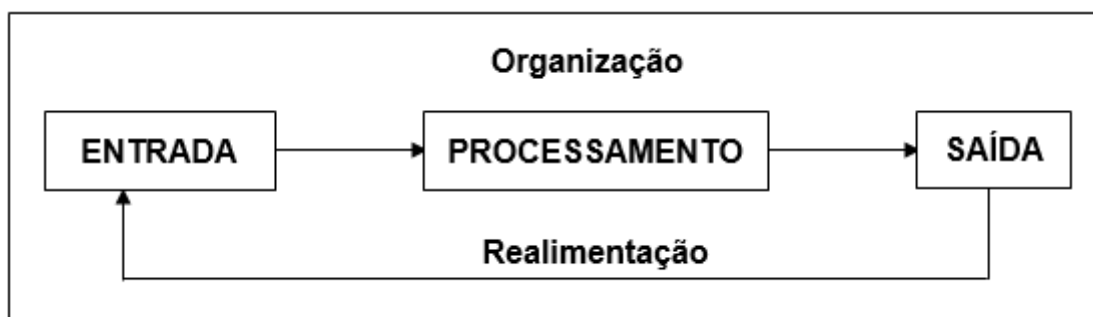 Organização
ENTRADA
PROCESSAMENTO
SAÍDA
Realimentação